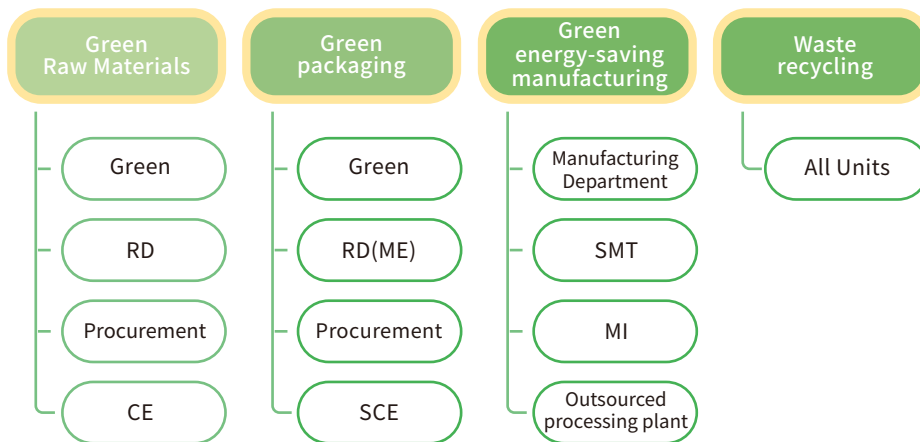 Green
Raw Materials
Green
RD
Procurement
CE
Green
packaging
Green
RD(ME)
Procurement
SCE
Green
energy-saving
manufacturing
Manufacturing
Department
SMT
MI
Outsourced
processing plant
Waste
recycling
All Units